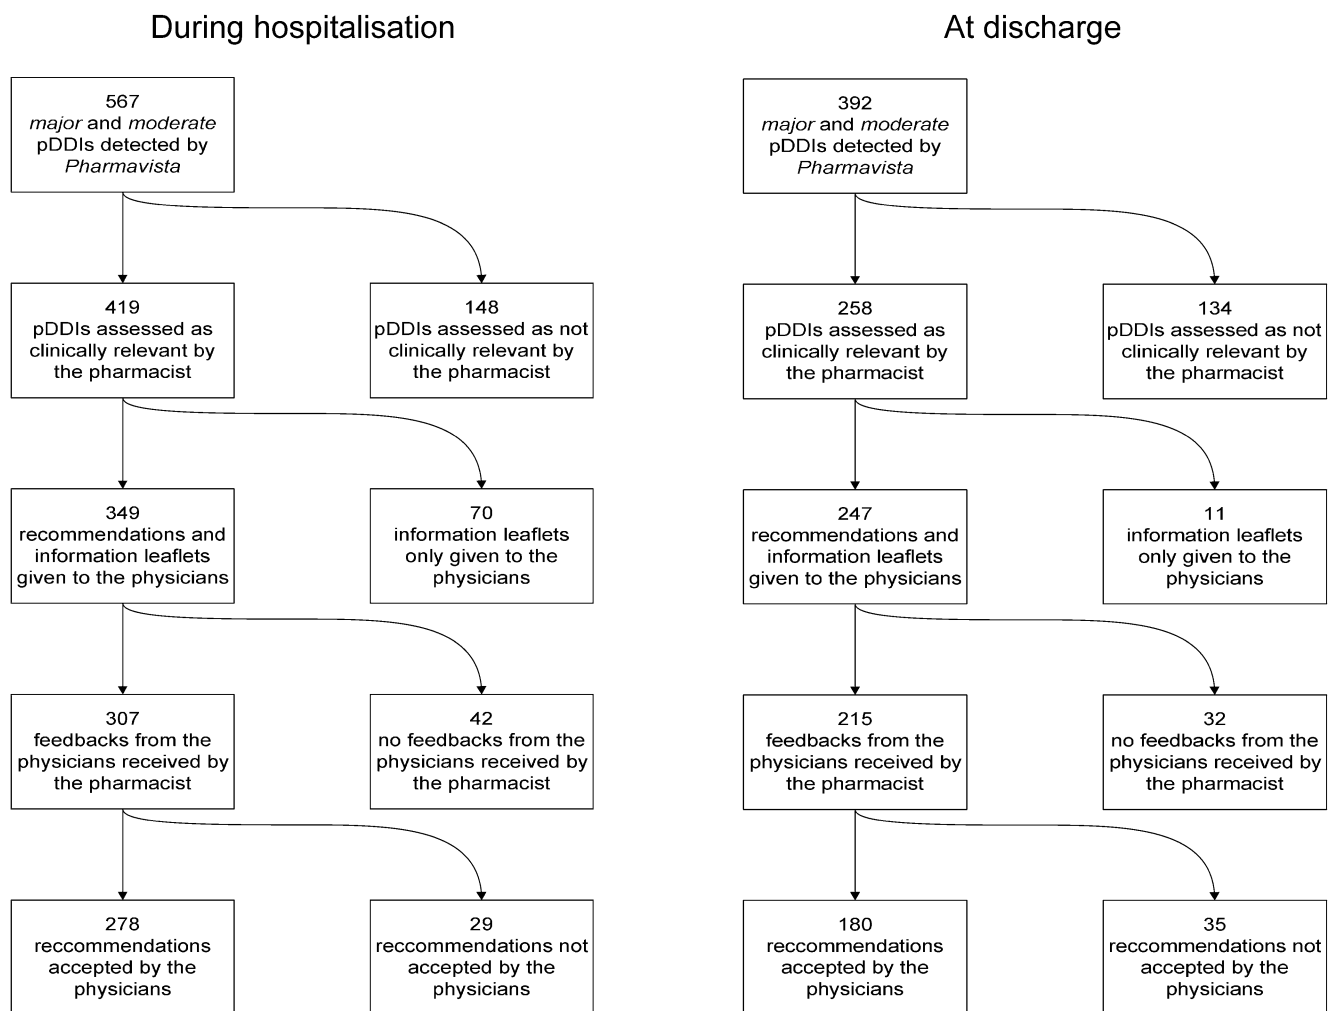 During hospitalisation
567
major and moderate
pDDIs detected by
Pharmavista
419
pDDIs assessed as
clinically relevant by
the pharmacist
148
pDDIs assessed as not
clinically relevant by
the pharmacist
349
recommendations and
information leaflets
given to the physicians
70
information leaflets
only given to the
physicians
307
feedbacks from the
physicians received by
the pharmacist
42
no feedbacks from the
physicians received by
the pharmacist
278
reccommendations
accepted by the
physicians
29
reccommendations not
accepted by the
physicians
At discharge
392
major and moderate
pDDIs detected by
Pharmavista
258
pDDIs assessed as
clinically relevant by
the pharmacist
134
pDDIs assessed as not
clinically relevant by
the pharmacist
247
recommendations and
information leaflets
given to the physicians
11
information leaflets
only given to the
physicians
215
feedbacks from the
physicians received by
the pharmacist
32
no feedbacks from the
physicians received by
the pharmacist
180
reccommendations
accepted by the
physicians
35
reccommendations not
accepted by the
physicians